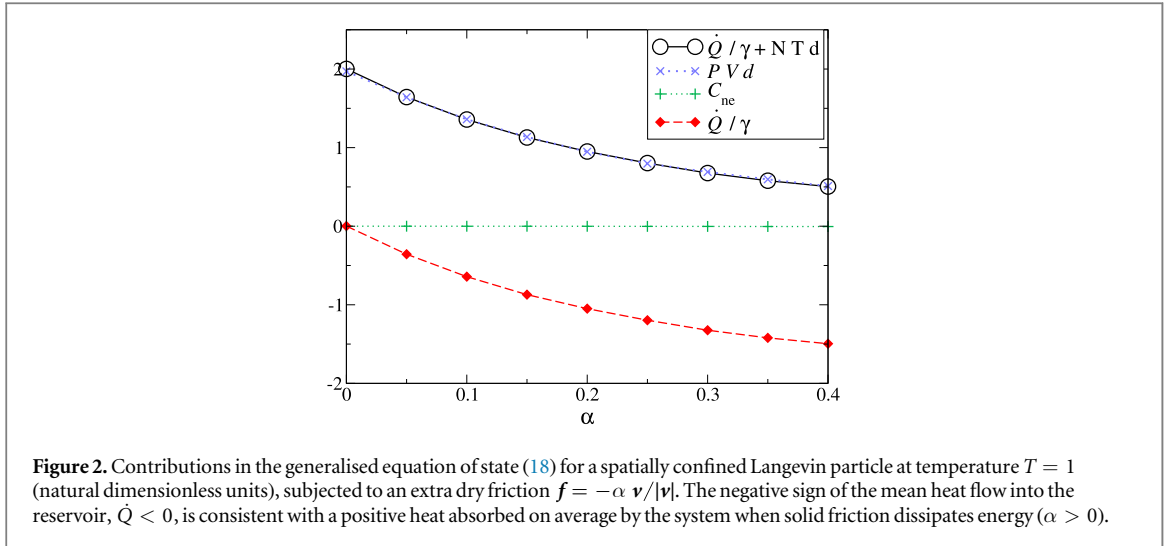 2
1
0
-1
-2
0
0.1
0.2
0.3
0.4
α
Q̇ / γ + N T d
P V d
C_ne
Q̇ / γ
Figure 2. Contributions in the generalised equation of state (18) for a spatially confined Langevin particle at temperature T = 1
(natural dimensionless units), subjected to an extra dry friction f = −α v/|v|. The negative sign of the mean heat flow into the
reservoir, Q̇ < 0, is consistent with a positive heat absorbed on average by the system when solid friction dissipates energy (α > 0).